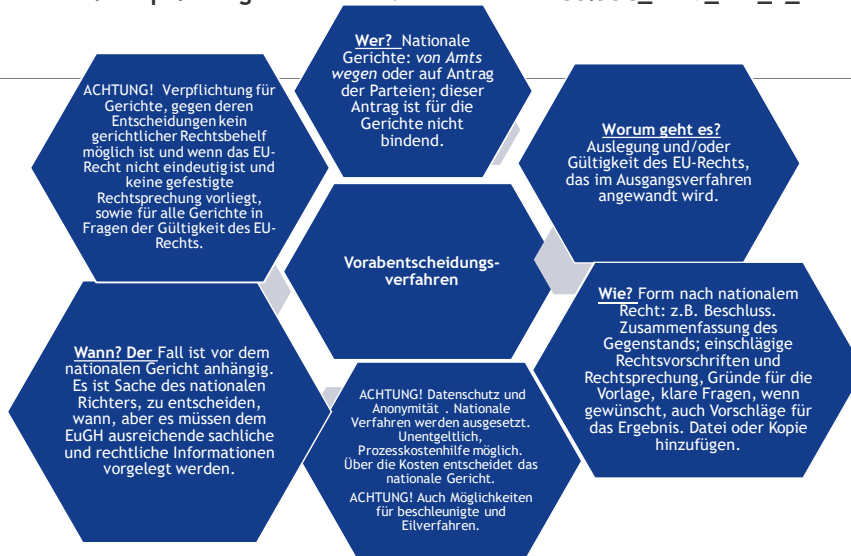 Wer? Nationale
Gerichte: von Amts
wegen oder auf Antrag
der Parteien; dieser
Antrag ist für die
Gerichte nicht
bindend.
ACHTUNG! Verpflichtung für
Gerichte, gegen deren
Entscheidungen kein
gerichtlicher Rechtsbehelf
möglich ist und wenn das EU-
Recht nicht eindeutig ist und
keine gefestigte
Rechtsprechung vorliegt,
sowie für alle Gerichte in
Fragen der Gültigkeit des EU-
Rechts.
Worum geht es?
Auslegung und/oder
Gültigkeit des EU-Rechts,
das im Ausgangsverfahren
angewandt wird.
Vorabentscheidungs-
verfahren
Wie? Form nach nationalem
Recht: z.B. Beschluss.
Zusammenfassung des
Gegenstands; einschlägige
Rechtsvorschriften und
Rechtsprechung, Gründe für die
Vorlage, klare Fragen, wenn
gewünscht, auch Vorschläge für
das Ergebnis. Datei oder Kopie
hinzufügen.
Wann? Der Fall ist vor dem
nationalen Gericht anhängig.
Es ist Sache des nationalen
Richters, zu entscheiden,
wann, aber es müssen dem
EuGH ausreichende sachliche
und rechtliche Informationen
vorgelegt werden.
ACHTUNG! Datenschutz und
Anonymität . Nationale
Verfahren werden ausgesetzt.
Unentgeltlich,
Prozesskostenhilfe möglich.
Über die Kosten entscheidet das
nationale Gericht.
ACHTUNG! Auch Möglichkeiten
für beschleunigte und
Eilverfahren.